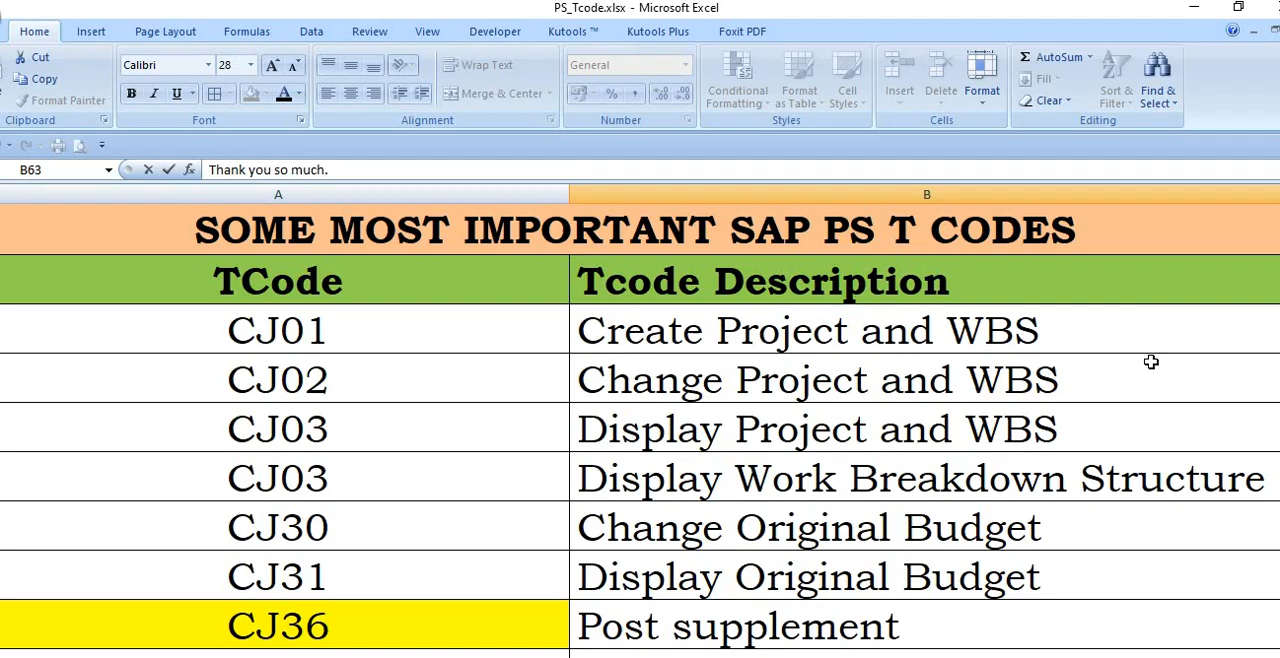 PS_Tcode.xlsx - Microsoft Excel
Home Insert Page Layout Formulas Data Review View Developer Kutools ™ Kutools Plus Foxit PDF
Cut
Copy
Format Painter
Clipboard
Calibri 28 A A
B I U A
Font
Wrap Text
Merge & Center
Alignment
General
% ,
Number
Conditional Formatting
Format as Table
Cell Styles
Styles
Insert Delete Format
Cells
Σ AutoSum
Fill
Clear
Sort & Filter
Find & Select
Editing
B63 fx Thank you so much.
A B
SOME MOST IMPORTANT SAP PS T CODES
TCode Tcode Description
CJ01 Create Project and WBS
CJ02 Change Project and WBS
CJ03 Display Project and WBS
CJ03 Display Work Breakdown Structure
CJ30 Change Original Budget
CJ31 Display Original Budget
CJ36 Post supplement